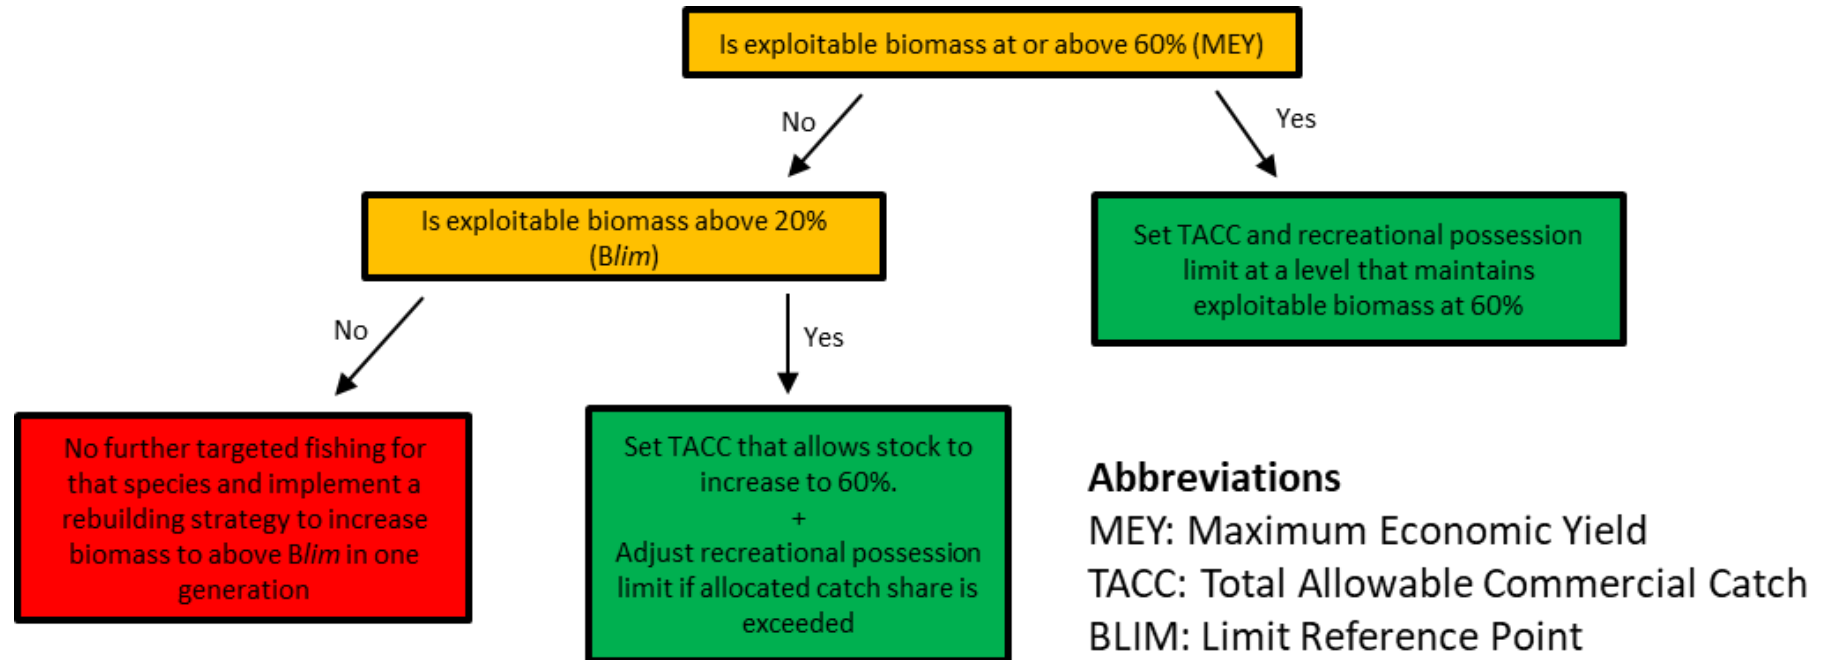 Is exploitable biomass at or above 60% (MEY)
No
Yes
Is exploitable biomass above 20%
(Blim)
Set TACC and recreational possession
limit at a level that maintains
exploitable biomass at 60%
No
Yes
No further targeted fishing for
that species and implement a
rebuilding strategy to increase
biomass to above Blim in one
generation
Set TACC that allows stock to
increase to 60%.
+
Adjust recreational possession
limit if allocated catch share is
exceeded
Abbreviations
MEY: Maximum Economic Yield
TACC: Total Allowable Commercial Catch
BLIM: Limit Reference Point